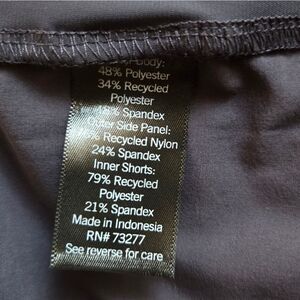 Body:
48% Polyester
34% Recycled
Polyester
Spandex
Side Panel:
Recycled Nylon
24% Spandex
Inner Shorts:
79% Recycled
Polyester
21% Spandex
Made in Indonesia
RN# 73277
See reverse for care